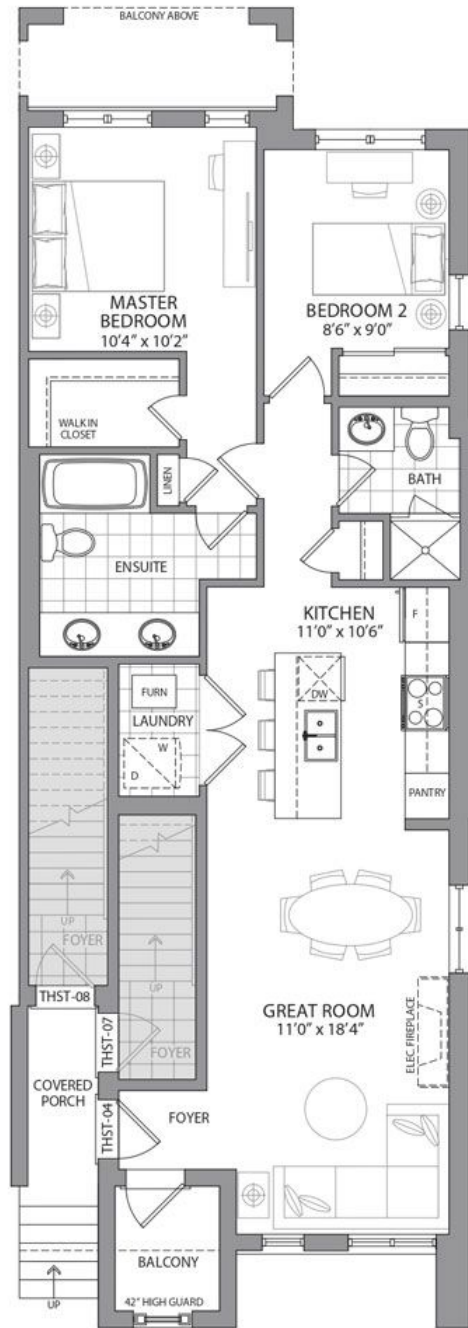 BALCONY ABOVE
MASTER
BEDROOM
10'4" x 10'2"
BEDROOM 2
8'6" x 9'0"
WALK IN
CLOSET
LINEN
BATH
ENSUITE
KITCHEN
11'0" x 10'6"
F
FURN
LAUNDRY
W
D
DW
S
PANTRY
UP
FOYER
THST-08
UP
FOYER
THST-07
GREAT ROOM
11'0" x 18'4"
ELEC. FIREPLACE
COVERED
PORCH
THST-04
FOYER
BALCONY
42" HIGH GUARD
UP